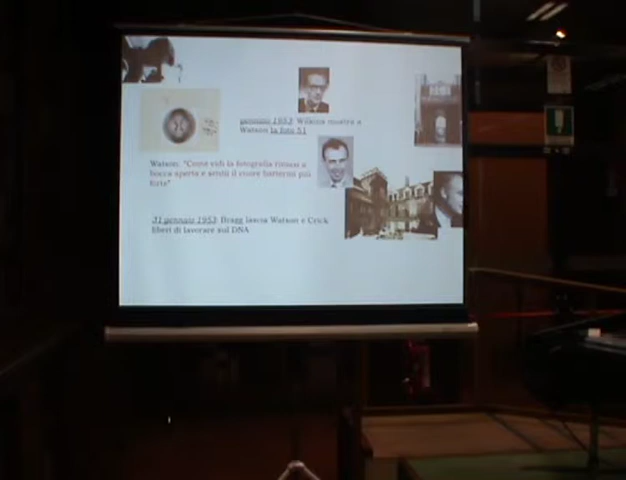 gennaio 1953: Wilkins mostra a
Watson la foto 51
Watson: "Come vidi la fotografia rimasi a
bocca aperta e sentii il cuore battermi più
forte"
31 gennaio 1953: Bragg lascia Watson e Crick
liberi di lavorare sul DNA